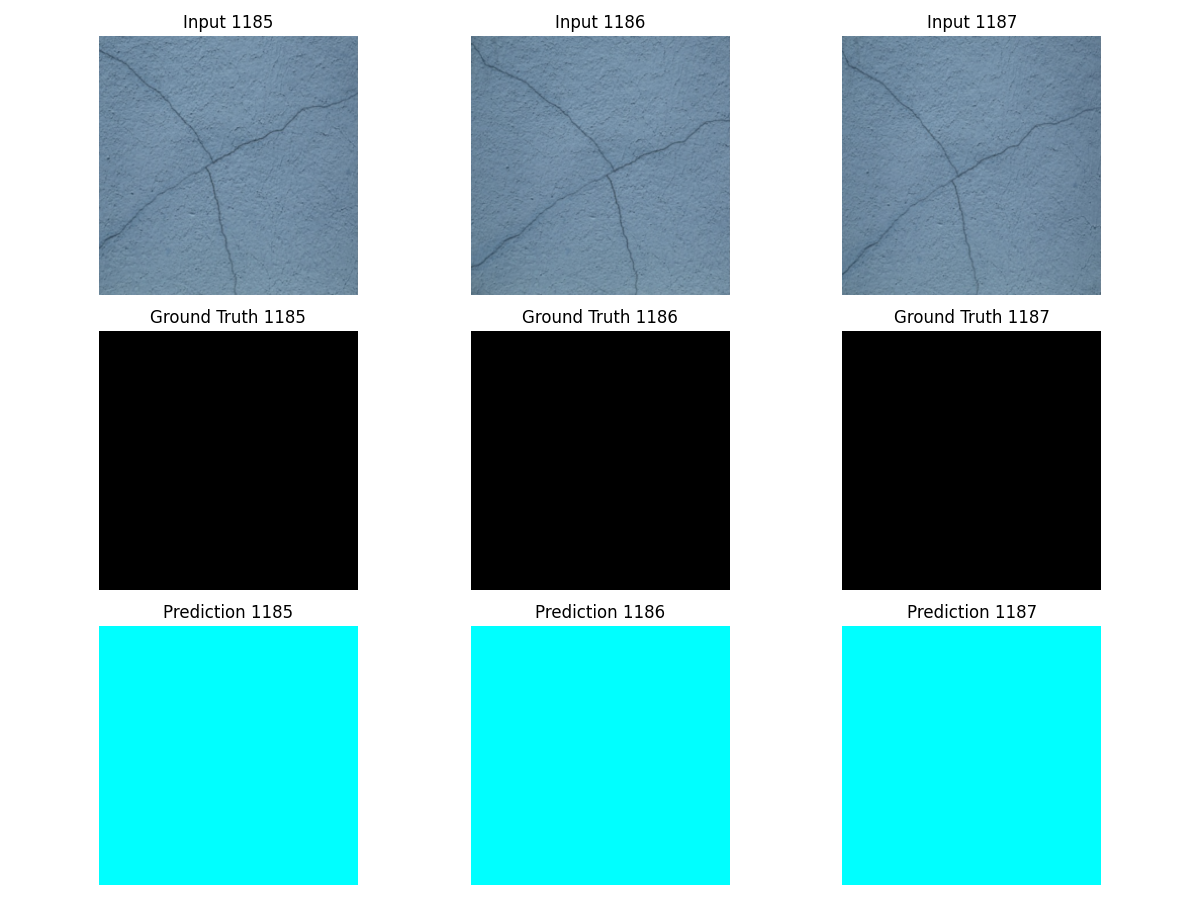 Input 1185
Input 1186
Input 1187
Ground Truth 1185
Ground Truth 1186
Ground Truth 1187
Prediction 1185
Prediction 1186
Prediction 1187